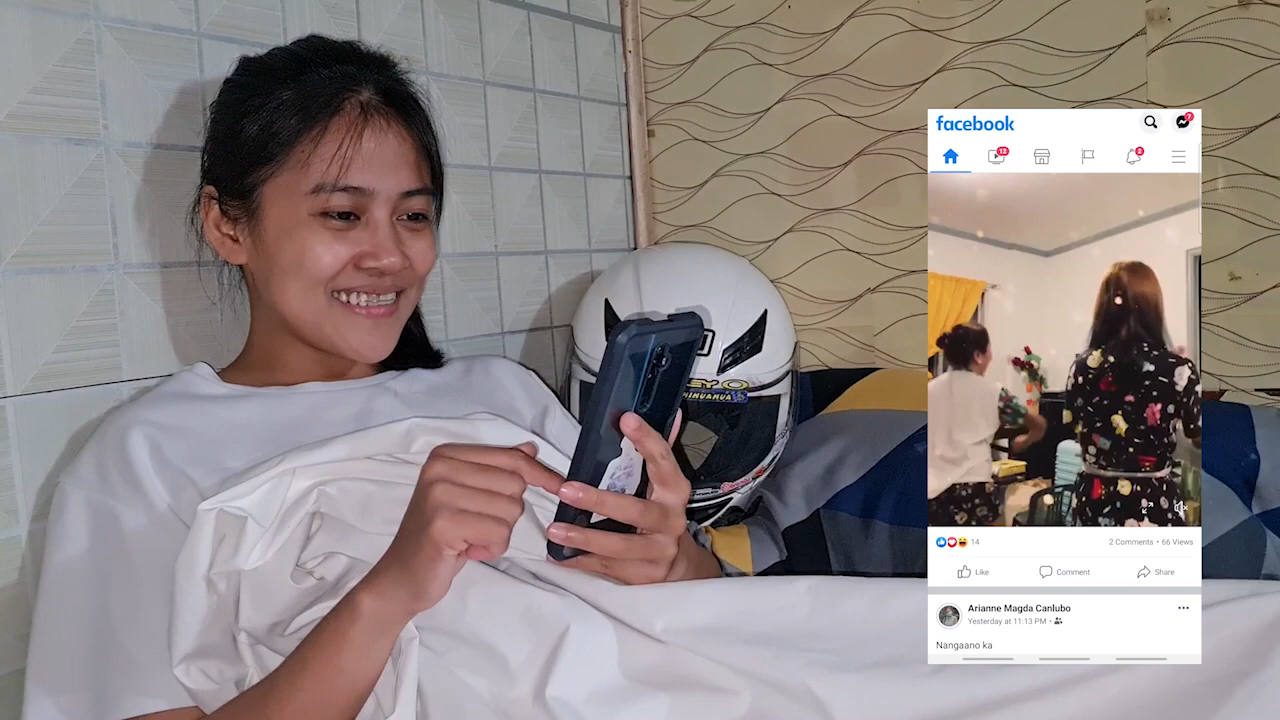 facebook
7
12
2
14
2 Comments • 66 Views
Like
Comment
Share
Arianne Magda Canlubo
Yesterday at 11:13 PM •
Nangaano ka